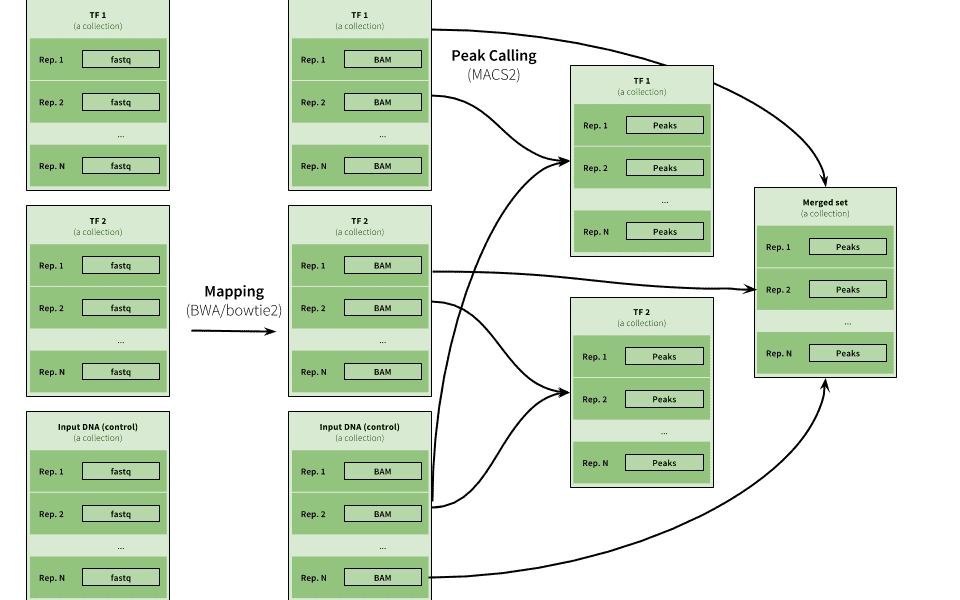 TF 1
(a collection)
Rep. 1 fastq
Rep. 2 fastq
...
Rep. N fastq
TF 2
(a collection)
Rep. 1 fastq
Rep. 2 fastq
...
Rep. N fastq
Input DNA (control)
(a collection)
Rep. 1 fastq
Rep. 2 fastq
...
Rep. N fastq
Mapping
(BWA/bowtie2)
TF 1
(a collection)
Rep. 1 BAM
Rep. 2 BAM
...
Rep. N BAM
TF 2
(a collection)
Rep. 1 BAM
Rep. 2 BAM
...
Rep. N BAM
Input DNA (control)
(a collection)
Rep. 1 BAM
Rep. 2 BAM
...
Rep. N BAM
Peak Calling
(MACS2)
TF 1
(a collection)
Rep. 1 Peaks
Rep. 2 Peaks
...
Rep. N Peaks
TF 2
(a collection)
Rep. 1 Peaks
Rep. 2 Peaks
...
Rep. N Peaks
Merged set
(a collection)
Rep. 1 Peaks
Rep. 2 Peaks
...
Rep. N Peaks